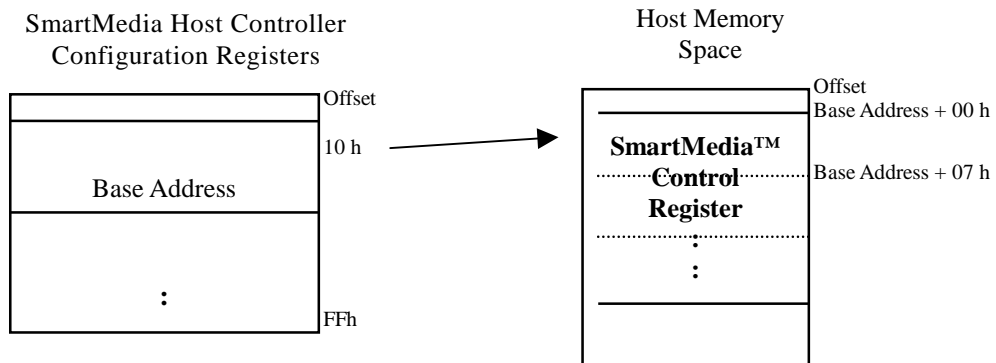 SmartMedia Host Controller
Configuration Registers
Offset
10 h
Base Address
:
FFh
Host Memory
Space
Offset
Base Address + 00 h
SmartMedia™
Control
Register
Base Address + 07 h
:
: